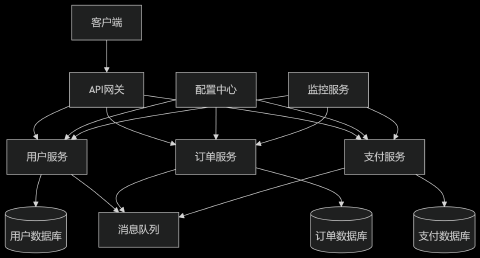 客户端
API网关
配置中心
监控服务
用户服务
订单服务
支付服务
用户数据库
消息队列
订单数据库
支付数据库